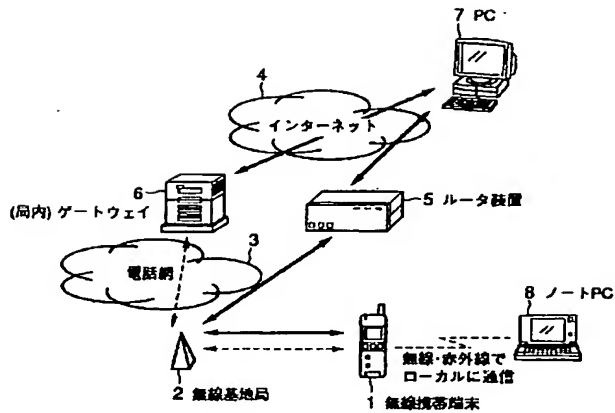 7 PC
4
インターネット
6
(局内) ゲートウェイ
5 ルータ装置
3
電話網
8 ノートPC
無線・赤外線で
ローカルに通信
2 無線基地局
1 無線携帯端末